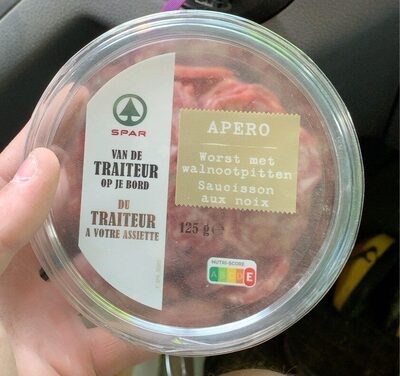 SPAR
VAN DE
TRAITEUR
OP JE BORD
DU
TRAITEUR
A VOTRE ASSIETTE
APERO
Worst met
walnootpitten
Saucisson
aux noix
125 g e
NUTRI-SCORE
A B C D E